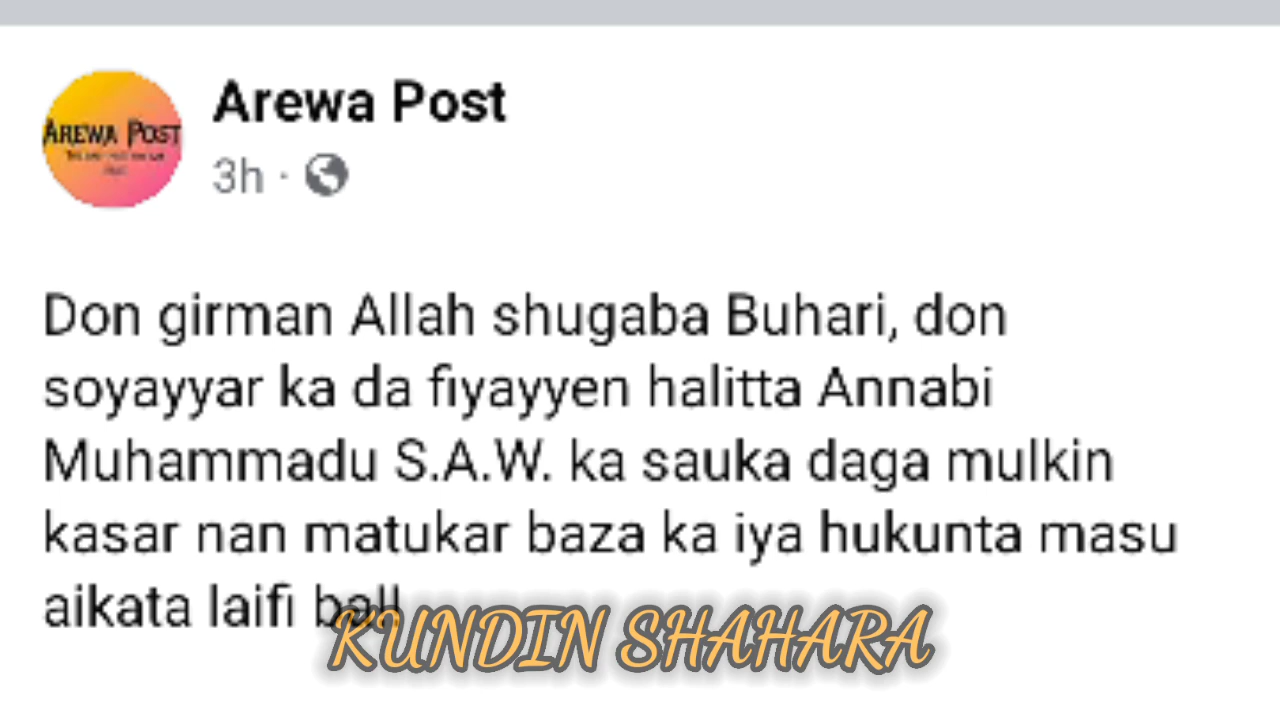 Arewa Post
AREWA POST
3h ·
Don girman Allah shugaba Buhari, don
soyayyar ka da fiyayyen halitta Annabi
Muhammadu S.A.W. ka sauka daga mulkin
kasar nan matukar baza ka iya hukunta masu
aikata laifi ball
KUNDIN SHAHARA